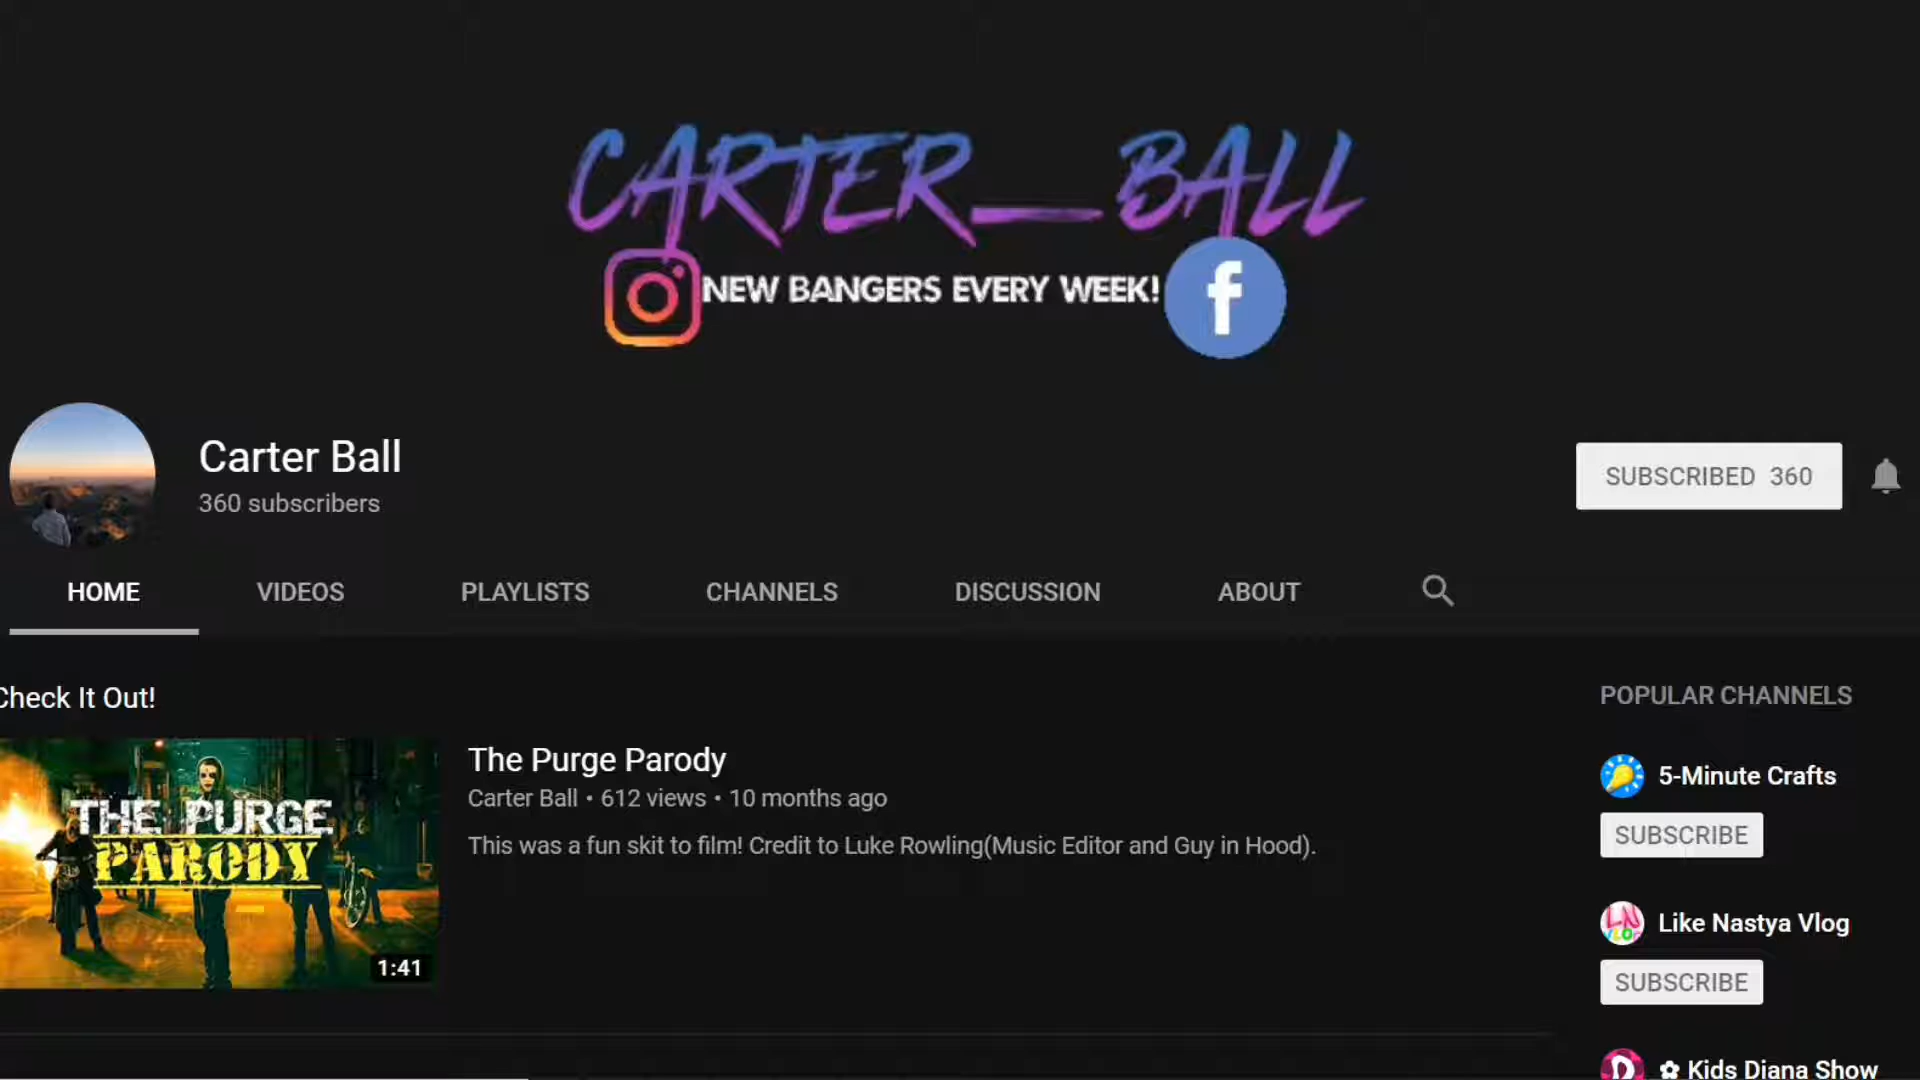 CARTER__BALL
NEW BANGERS EVERY WEEK!
f
Carter Ball
360 subscribers
SUBSCRIBED 360
HOME VIDEOS PLAYLISTS CHANNELS DISCUSSION ABOUT
Check It Out!
THE PURGE
PARODY
1:41
The Purge Parody
Carter Ball • 612 views • 10 months ago
This was a fun skit to film! Credit to Luke Rowling(Music Editor and Guy in Hood).
POPULAR CHANNELS
5-Minute Crafts
SUBSCRIBE
LN
Like Nastya Vlog
SUBSCRIBE
D
✿ Kids Diana Show